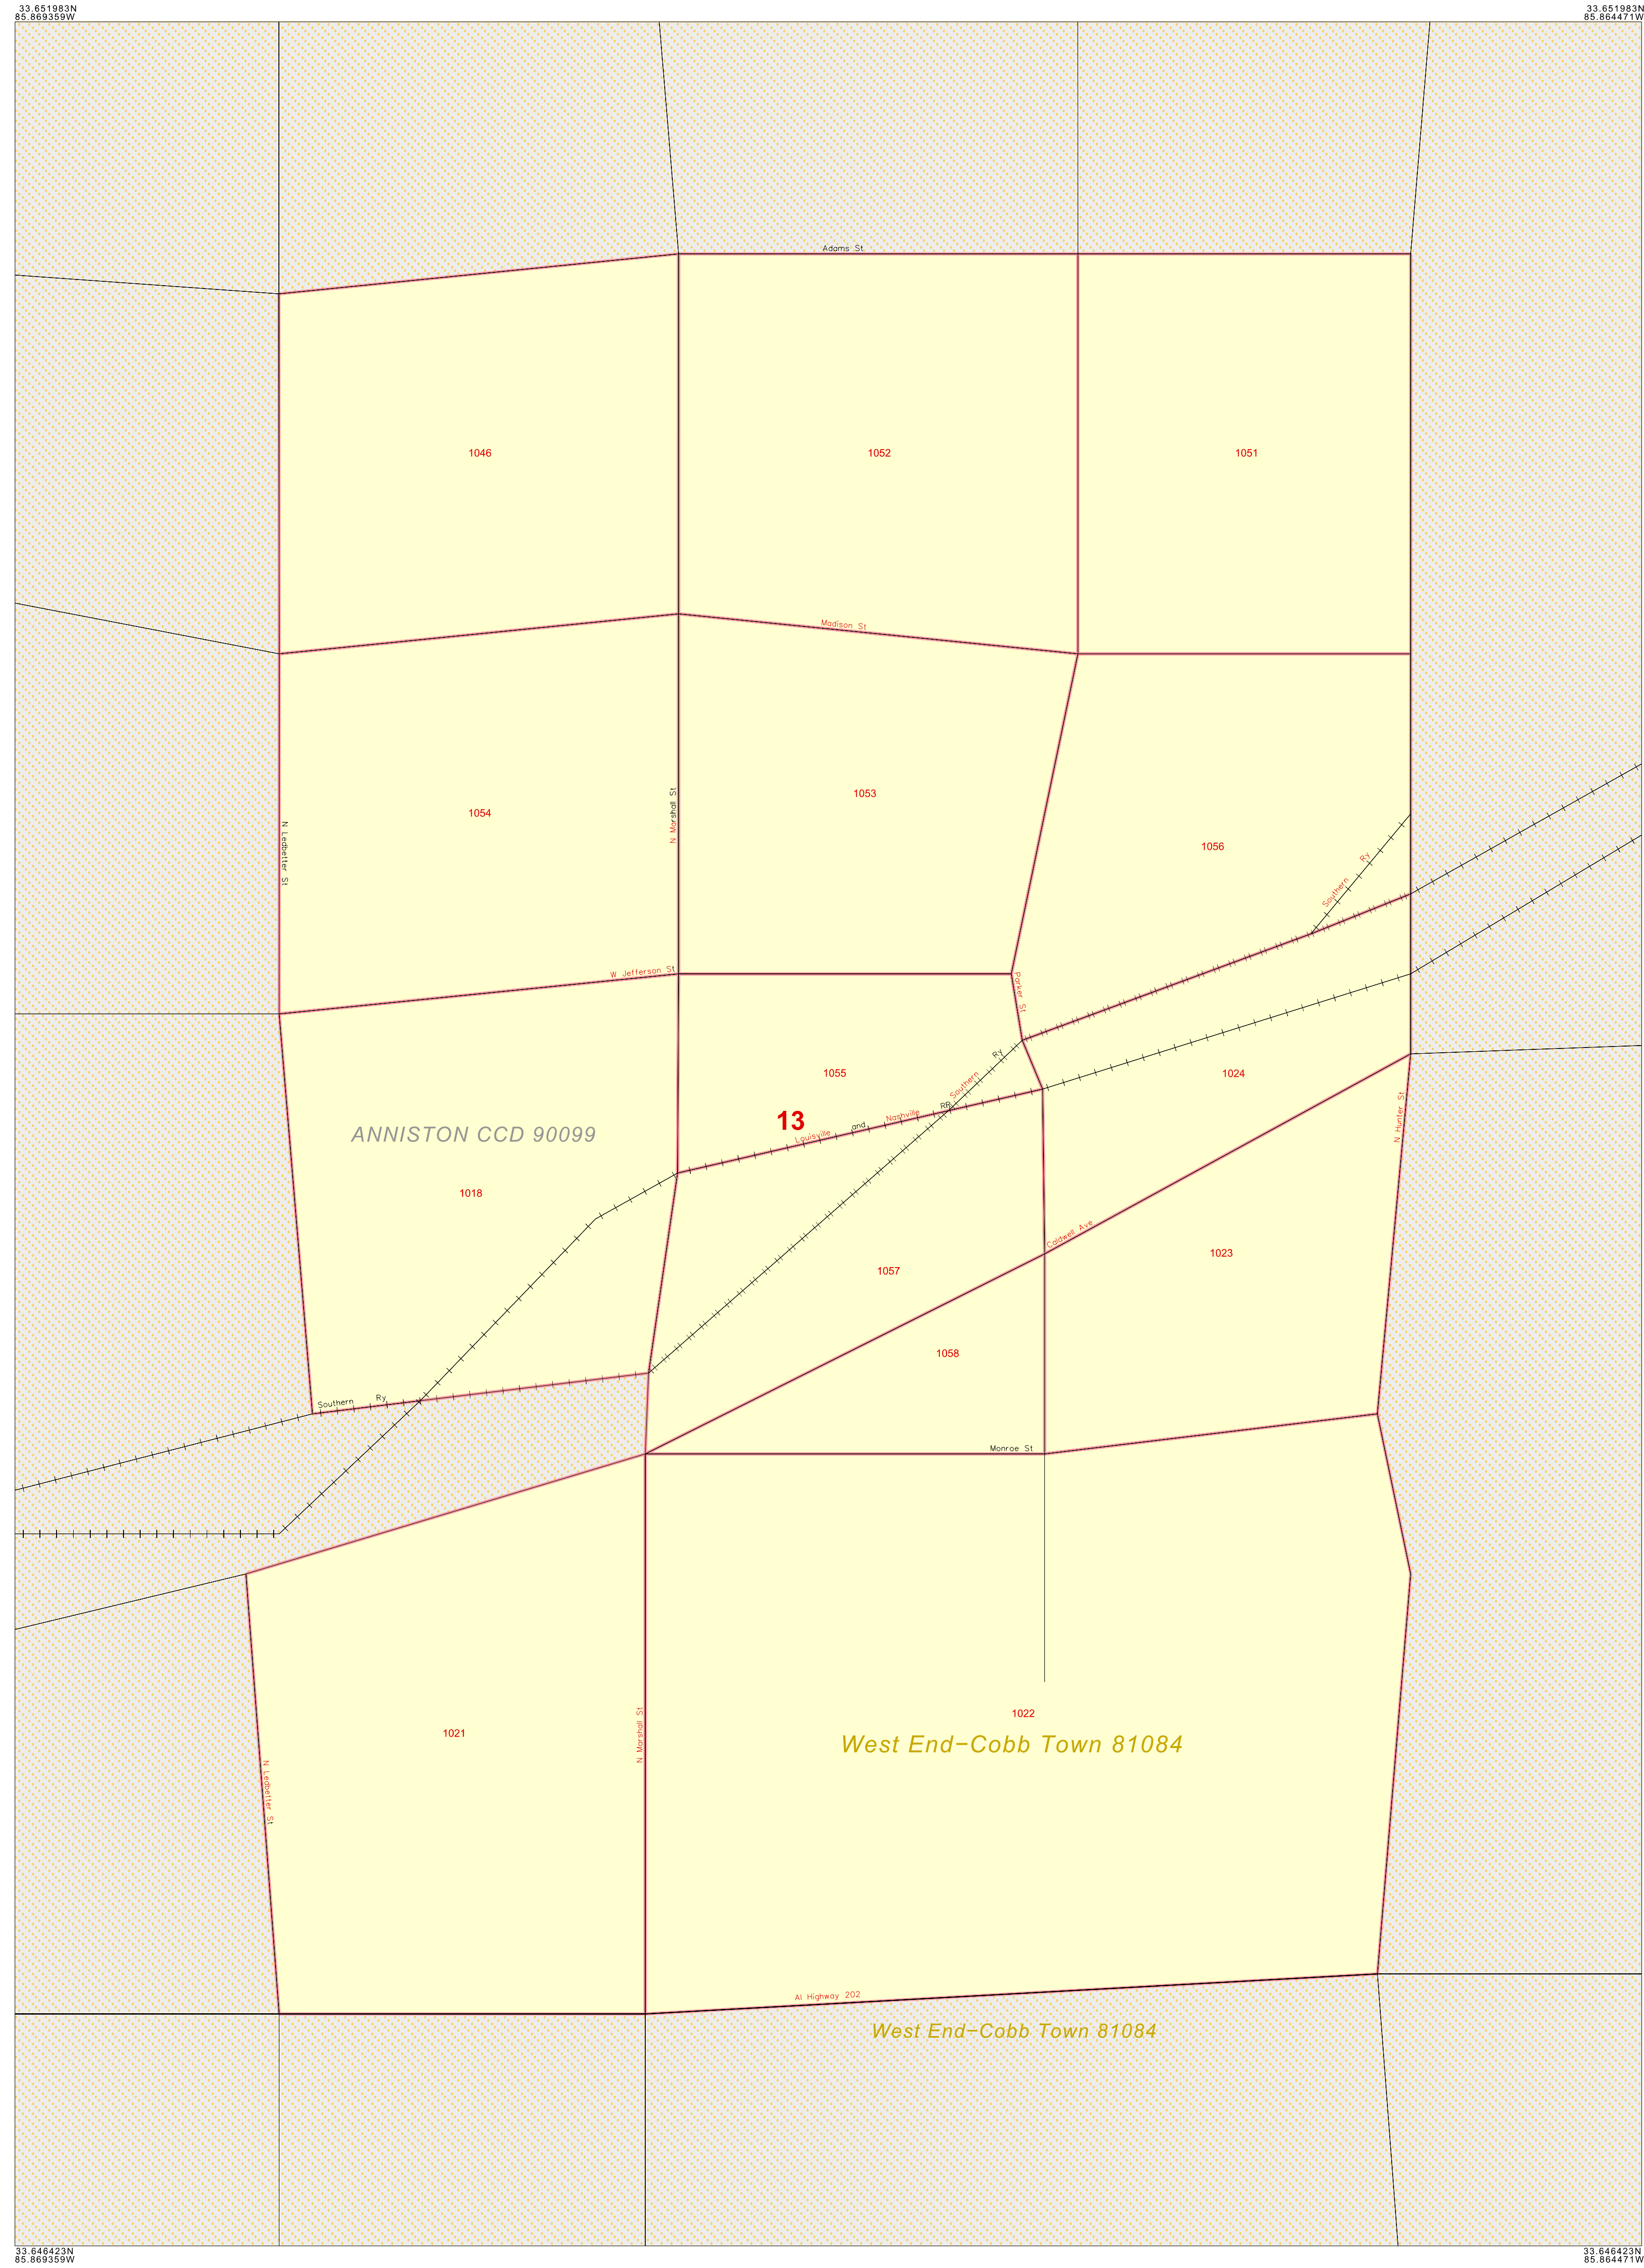 33.651983N
85.869359W
33.651983N
85.864471W
Adams St
1046
1052
1051
Madison St
N Ledbetter St
1054
N Marshall St
1053
1056
Southern Ry
W Jefferson St
Parker St
1055
Southern Ry
1024
13
Louisville and Nashville RR
N Hunter St
ANNISTON CCD 90099
1018
1057
Caldwell Ave
1023
1058
Southern Ry
Monroe St
1021
N Marshall St
1022
West End-Cobb Town 81084
N Ledbetter St
Al Highway 202
West End-Cobb Town 81084
33.646423N
85.869359W
33.646423N
85.864471W